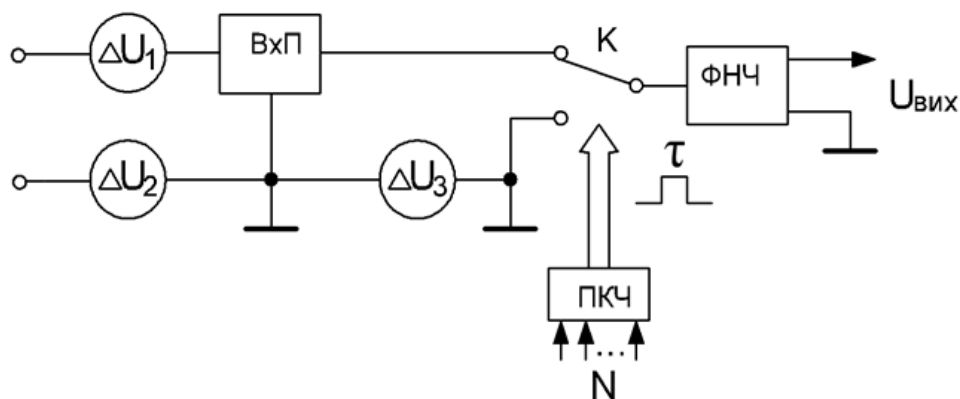 ΔU₁
ВхП
K
ФНЧ
Uвих
τ
ΔU₂
ΔU₃
ПКЧ
...
N